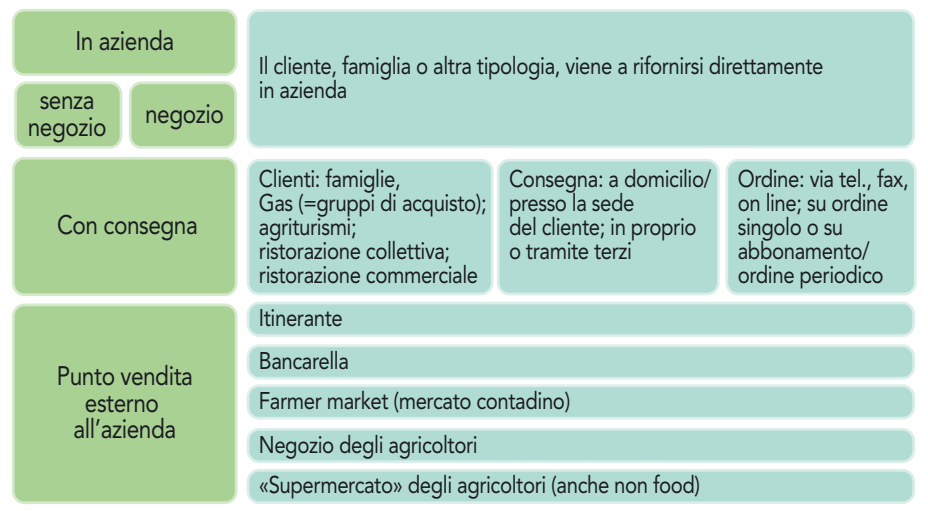 In azienda
senza
negozio
negozio
Il cliente, famiglia o altra tipologia, viene a rifornirsi direttamente
in azienda
Con consegna
Clienti: famiglie,
Gas (=gruppi di acquisto);
agriturismi;
ristorazione collettiva;
ristorazione commerciale
Consegna: a domicilio/
presso la sede
del cliente; in proprio
o tramite terzi
Ordine: via tel., fax,
on line; su ordine
singolo o su
abbonamento/
ordine periodico
Punto vendita
esterno
all'azienda
Itinerante
Bancarella
Farmer market (mercato contadino)
Negozio degli agricoltori
«Supermercato» degli agricoltori (anche non food)